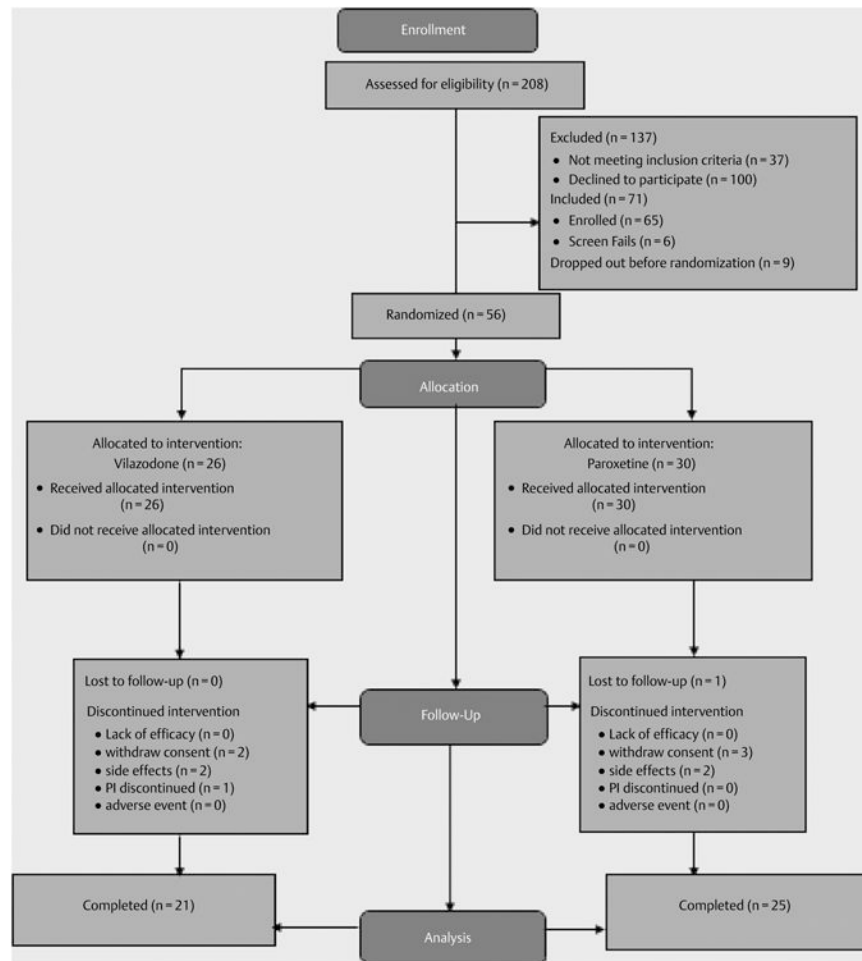 Enrollment
Assessed for eligibility (n = 208)
Excluded (n = 137)
• Not meeting inclusion criteria (n = 37)
• Declined to participate (n = 100)
Included (n = 71)
• Enrolled (n = 65)
• Screen Fails (n = 6)
Dropped out before randomization (n = 9)
Randomized (n = 56)
Allocation
Allocated to intervention:
Vilazodone (n = 26)
• Received allocated intervention
(n = 26)
• Did not receive allocated intervention
(n = 0)
Allocated to intervention:
Paroxetine (n = 30)
• Received allocated intervention
(n = 30)
• Did not receive allocated intervention
(n = 0)
Lost to follow-up (n = 0)
Discontinued intervention
• Lack of efficacy (n = 0)
• withdraw consent (n = 2)
• side effects (n = 2)
• PI discontinued (n = 1)
• adverse event (n = 0)
Follow-Up
Lost to follow-up (n = 1)
Discontinued intervention
• Lack of efficacy (n = 0)
• withdraw consent (n = 3)
• side effects (n = 2)
• PI discontinued (n = 0)
• adverse event (n = 0)
Completed (n = 21)
Analysis
Completed (n = 25)